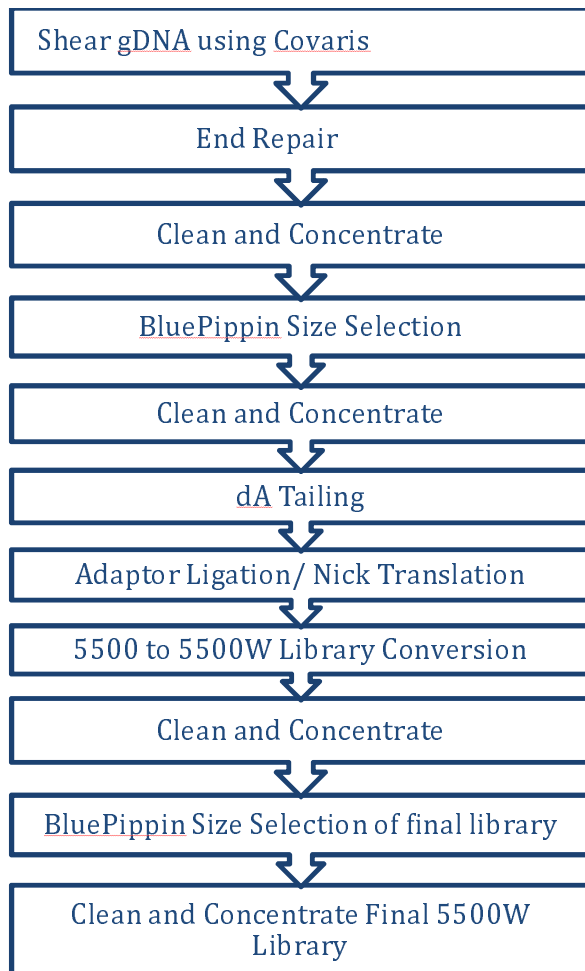 Shear gDNA using Covaris
End Repair
Clean and Concentrate
BluePippin Size Selection
Clean and Concentrate
dA Tailing
Adaptor Ligation/ Nick Translation
5500 to 5500W Library Conversion
Clean and Concentrate
BluePippin Size Selection of final library
Clean and Concentrate Final 5500W
Library